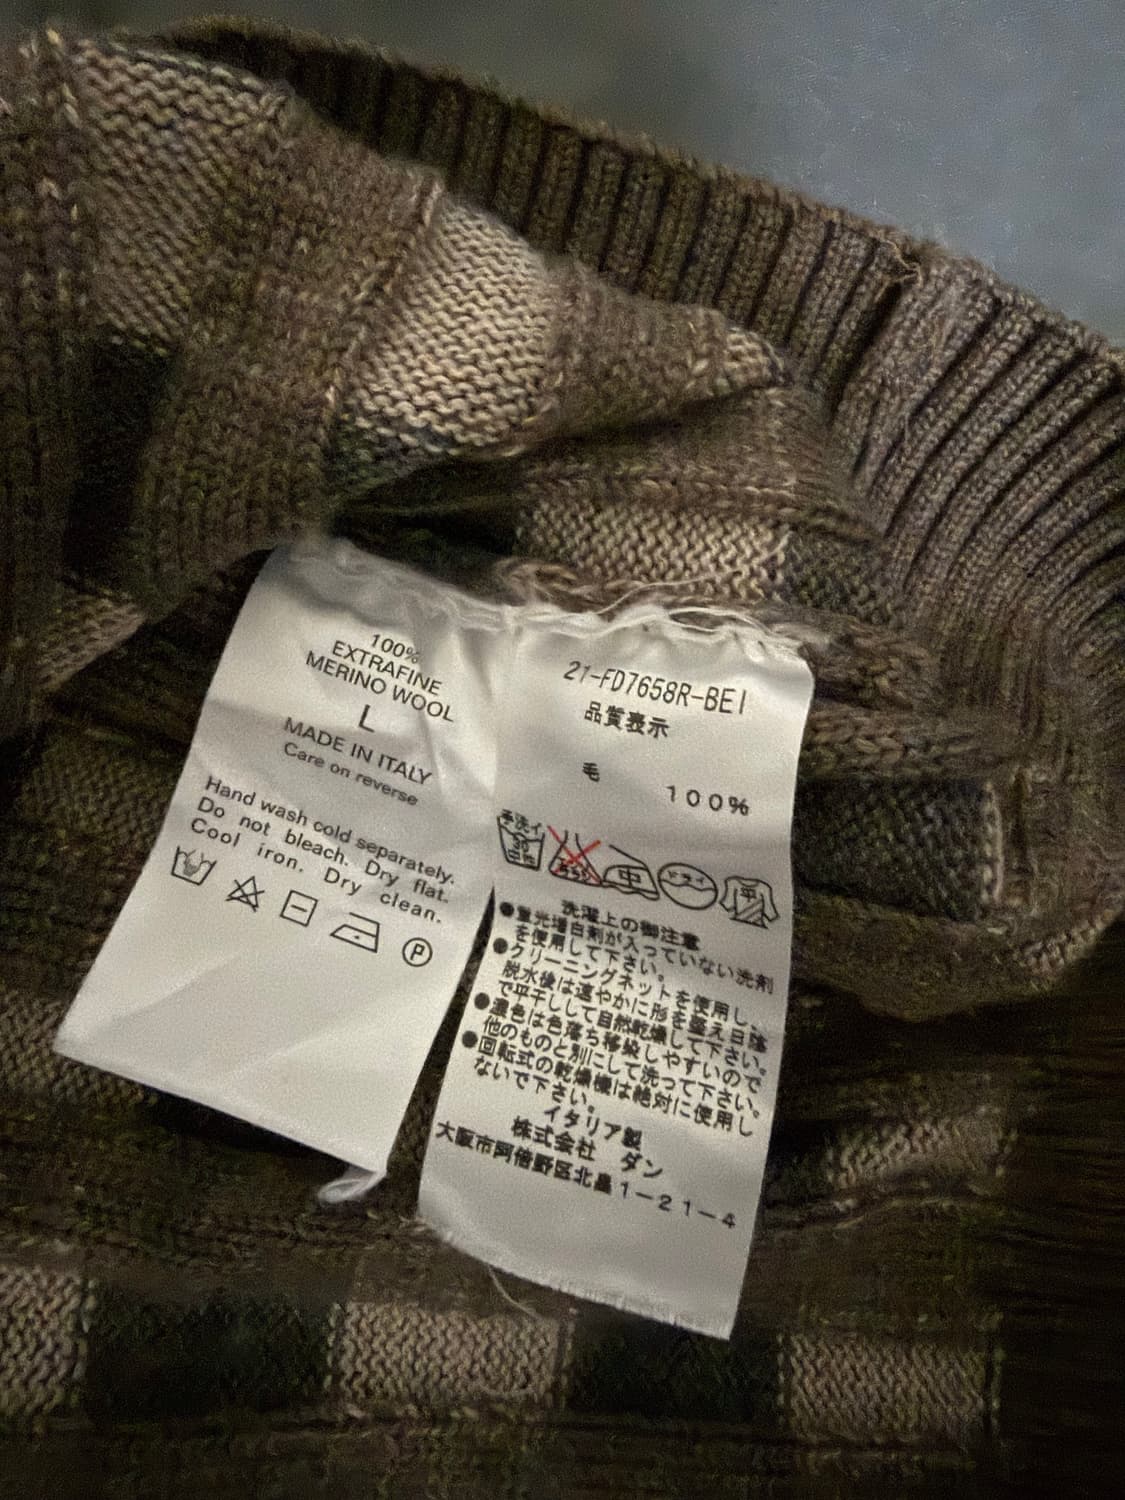 100%
EXTRAFINE
MERINO WOOL
L
MADE IN ITALY
Care on reverse
Hand wash cold separately.
Do not bleach. Dry flat.
Cool iron. Dry clean.
P
21-FD7658R-BEI
品質表示
毛 100%
手洗イ
中
平
洗濯上の御注意
●蛍光増白剤が入っていない洗剤
を使用して下さい。
●クリーニングネットを使用し、
脱水後は速やかに形を整え日陰
で平干しして自然乾燥して下さい。
●濃色は色落ち移染しやすいので
他のものと別にして洗って下さい。
●回転式の乾燥機は絶対に使用し
ないで下さい。
イタリア製
株式会社 ダン
大阪市阿倍野区北畠1-21-4